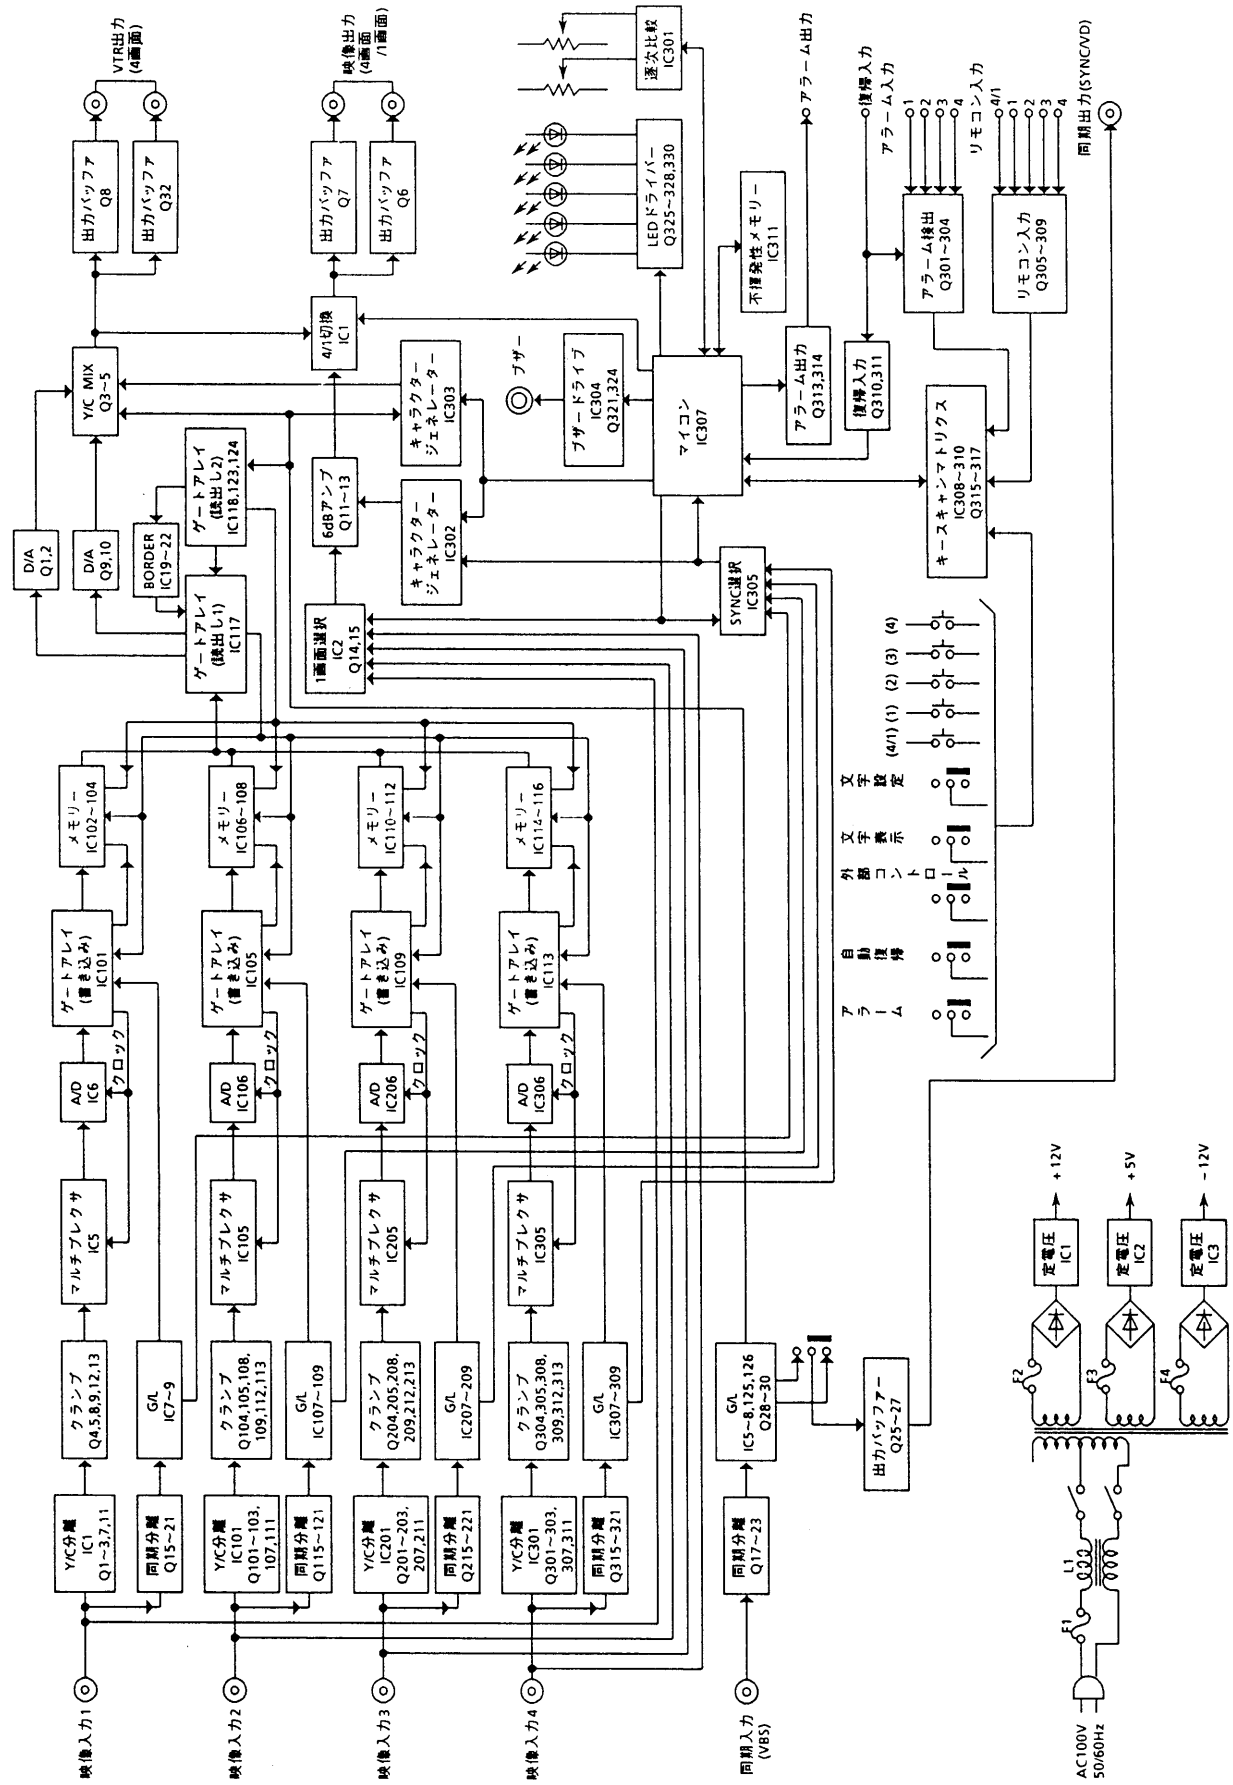 映像入力1
Y/C分離
IC1
Q1~3,7,11
同期分離
Q15~21
クランプ
Q4,5,8,9,12,13
G/L
IC7~9
マルチプレクサ
IC5
A/D
IC6
クロック
ゲートアレイ
(書き込み)
IC101
メモリー
IC102~104
映像入力2
Y/C分離
IC101
Q101~103,
107,111
同期分離
Q115~121
クランプ
Q104,105,108,
109,112,113
G/L
IC107~109
マルチプレクサ
IC105
A/D
IC106
クロック
ゲートアレイ
(書き込み)
IC105
メモリー
IC106~108
映像入力3
Y/C分離
IC201
Q201~203,
207,211
同期分離
Q215~221
クランプ
Q204,205,208,
209,212,213
G/L
IC207~209
マルチプレクサ
IC205
A/D
IC206
クロック
ゲートアレイ
(書き込み)
IC109
メモリー
IC110~112
映像入力4
Y/C分離
IC301
Q301~303,
307,311
同期分離
Q315~321
クランプ
Q304,305,308,
309,312,313
G/L
IC307~309
マルチプレクサ
IC305
A/D
IC306
クロック
ゲートアレイ
(書き込み)
IC113
メモリー
IC114~116
同期入力
(VBS)
同期分離
Q17~23
G/L
IC5~8,125,126
Q28~30
出力バッファー
Q25~27
D/A
Q1,2
D/A
Q9,10
BORDER
IC19~22
ゲートアレイ
(読出し1)
IC117
ゲートアレイ
(読出し2)
IC118,123,124
Y/C MIX
Q3~5
出力バッファ
Q8
出力バッファ
Q32
VTR出力
(4画面)
1画面選択
IC2
Q14,15
6dBアンプ
Q11~13
4/1切換
IC1
出力バッファ
Q7
出力バッファ
Q6
映像出力
(4画面
/1画面)
キャラクター
ジェネレーター
IC302
キャラクター
ジェネレーター
IC303
ブザー
ブザードライブ
IC304
Q321,324
LEDドライバー
Q325~328,330
逐次比較
IC301
SYNC選択
IC305
マイコン
IC307
不揮発性メモリー
IC311
アラーム出力
Q313,314
アラーム出力
復帰入力
Q310,311
復帰入力
アラーム検出
Q301~304
アラーム入力
1
2
3
4
リモコン入力
Q305~309
リモコン入力
4/1
1
2
3
4
同期出力(SYNC/VD)
キースキャンマトリクス
IC308~310
Q315~317
アラーム
自動復帰
外部コントロール
文字表示
文字設定
(4/1)
(1)
(2)
(3)
(4)
AC100V
50/60Hz
F1
L1
F2
定電圧
IC1
+12V
F3
定電圧
IC2
+5V
F4
定電圧
IC3
-12V